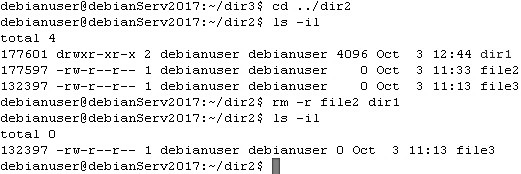 debianuser@debianServ2017:~/dir3$ cd ../dir2
debianuser@debianServ2017:~/dir2$ ls -il
total 4
177601 drwxr-xr-x 2 debianuser debianuser 4096 Oct  3 12:44 dir1
177597 -rw-r--r-- 1 debianuser debianuser    0 Oct  3 11:33 file2
132397 -rw-r--r-- 1 debianuser debianuser    0 Oct  3 11:13 file3
debianuser@debianServ2017:~/dir2$ rm -r file2 dir1
debianuser@debianServ2017:~/dir2$ ls -il
total 0
132397 -rw-r--r-- 1 debianuser debianuser 0 Oct  3 11:13 file3
debianuser@debianServ2017:~/dir2$